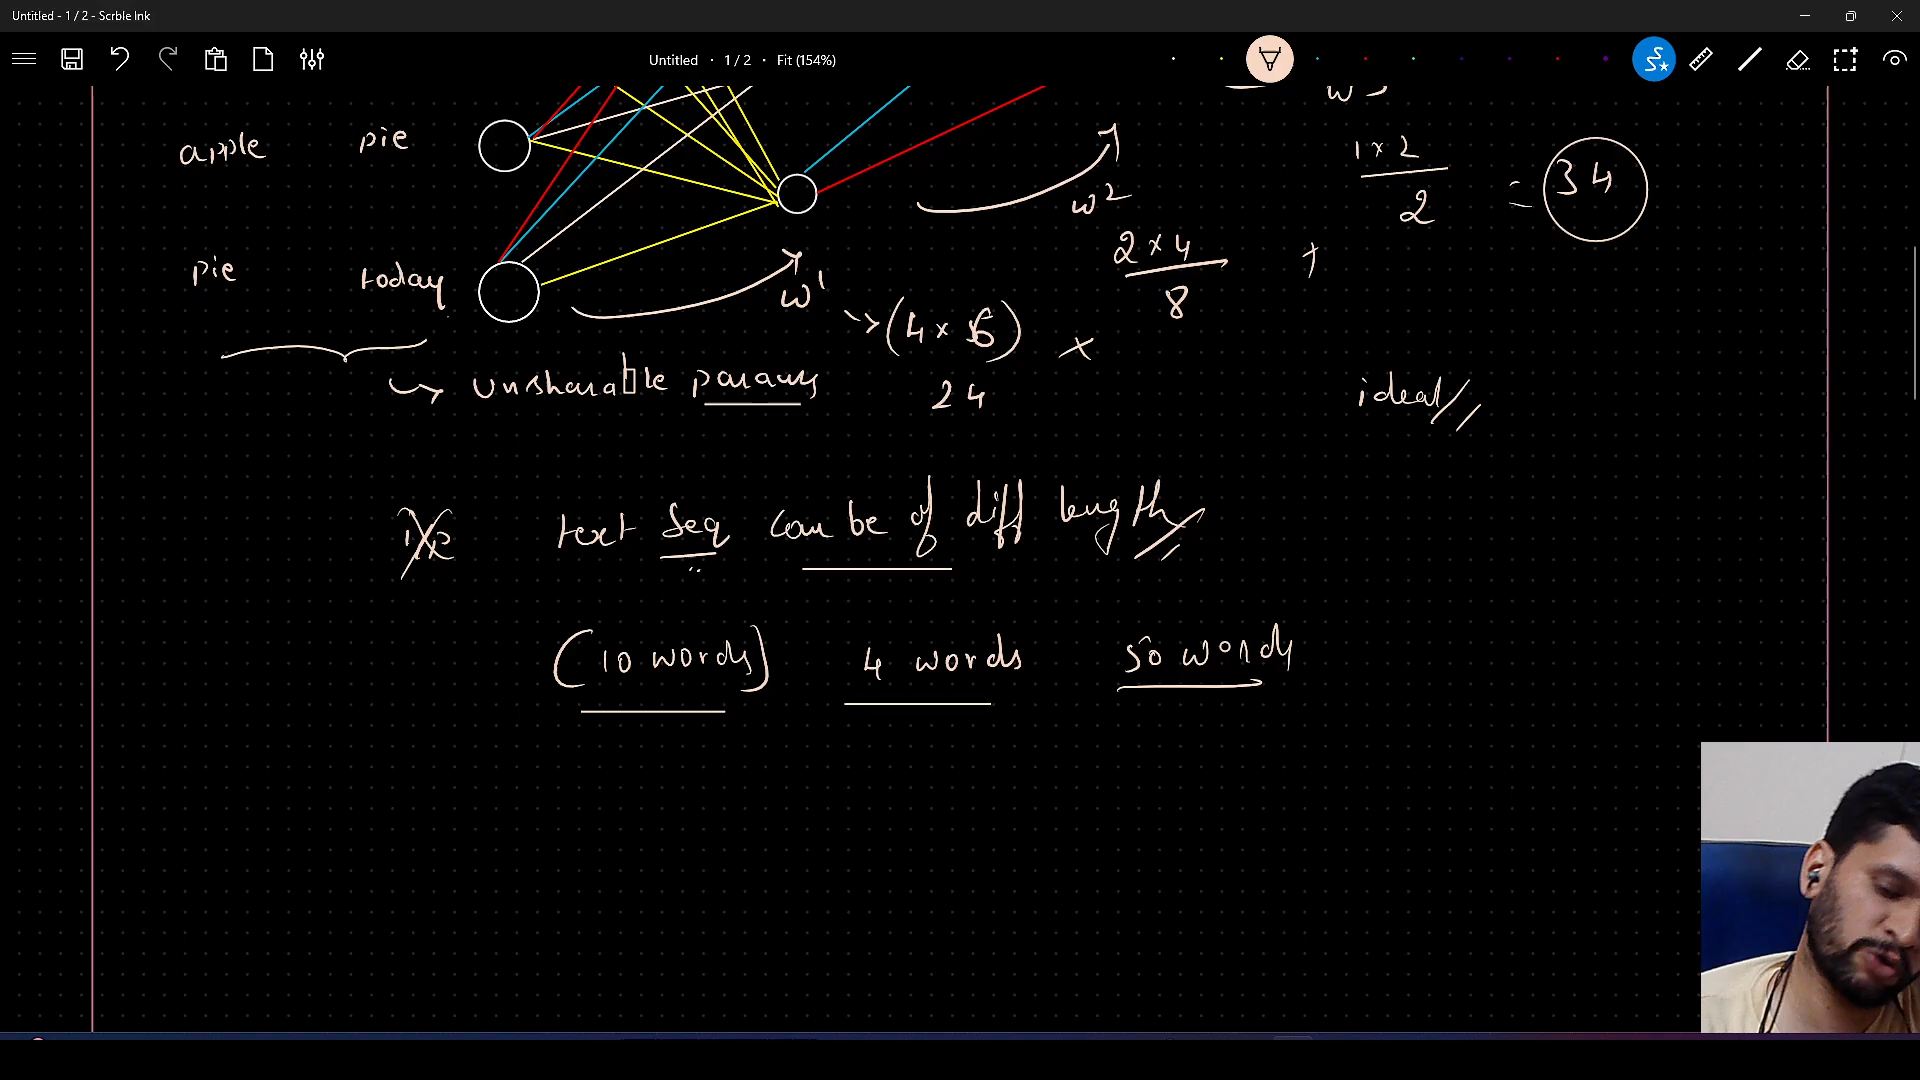 Untitled - 1 / 2 - Scrble Ink
Untitled · 1 / 2 · Fit (154%)
w
apple pie
1 × 2
2
= 34
w2
2 × 4
8
+
pie today
w1
(4 × 6) ×
24
unsharable params
ideal //
text Seq can be of diff length
(10 words) 4 words 50 words